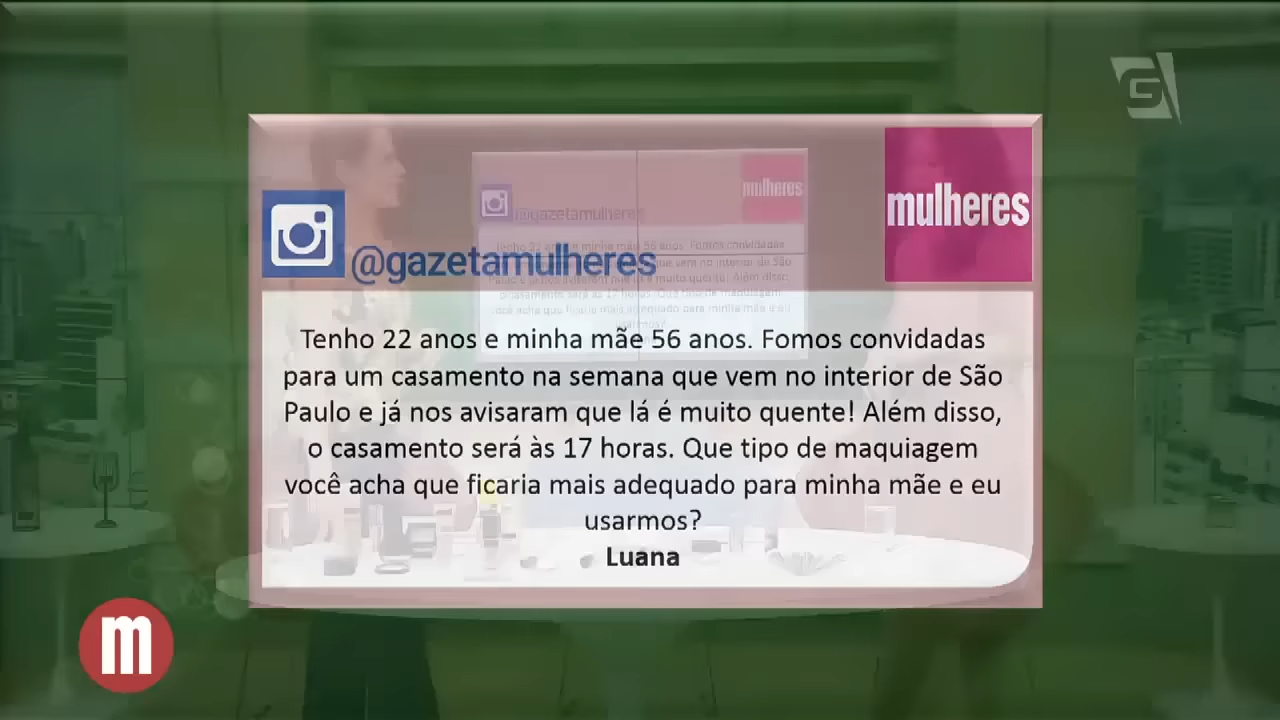 mulheres
@gazetamulheres
mulheres
@gazetamulheres
Tenho 22 anos e minha mãe 56 anos. Fomos convidadas
para um casamento na semana que vem no interior de São
Paulo e já nos avisaram que lá é muito quente! Além disso,
o casamento será às 17 horas. Que tipo de maquiagem
você acha que ficaria mais adequado para minha mãe e eu
usarmos?
Luana
m
G